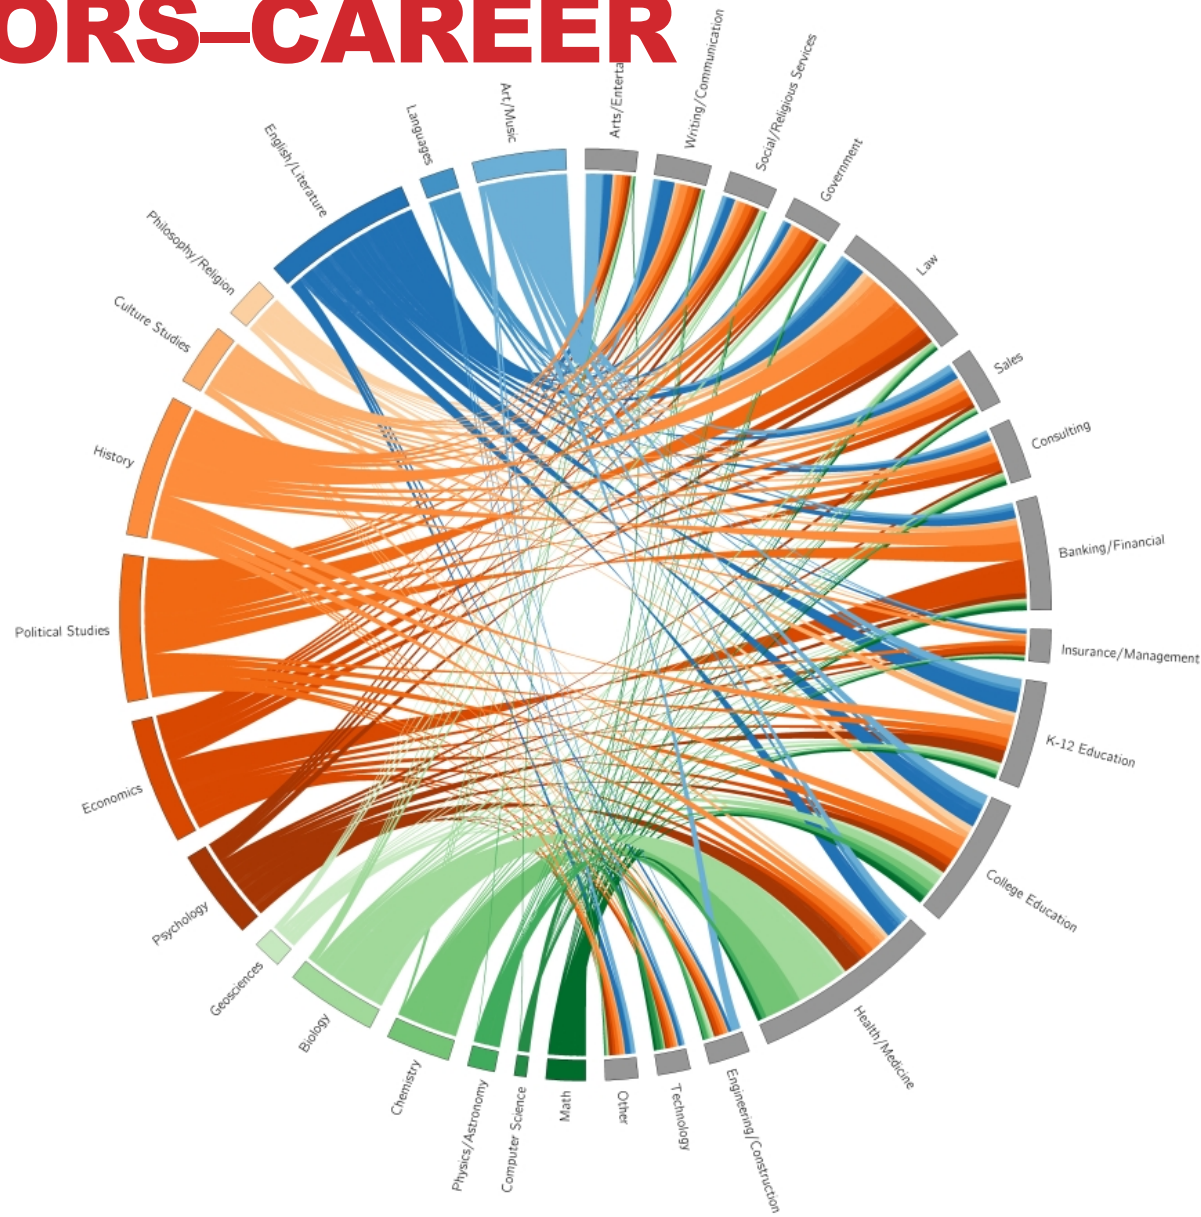 ORS–CAREER
Art/Music
Languages
English/Literature
Philosophy/Religion
Culture Studies
History
Political Studies
Economics
Psychology
Geosciences
Biology
Chemistry
Physics/Astronomy
Computer Science
Math
Arts/Enterta
Writing/Communication
Social/Religious Services
Government
Law
Sales
Consulting
Banking/Financial
Insurance/Management
K-12 Education
College Education
Health/Medicine
Engineering/Construction
Technology
Other